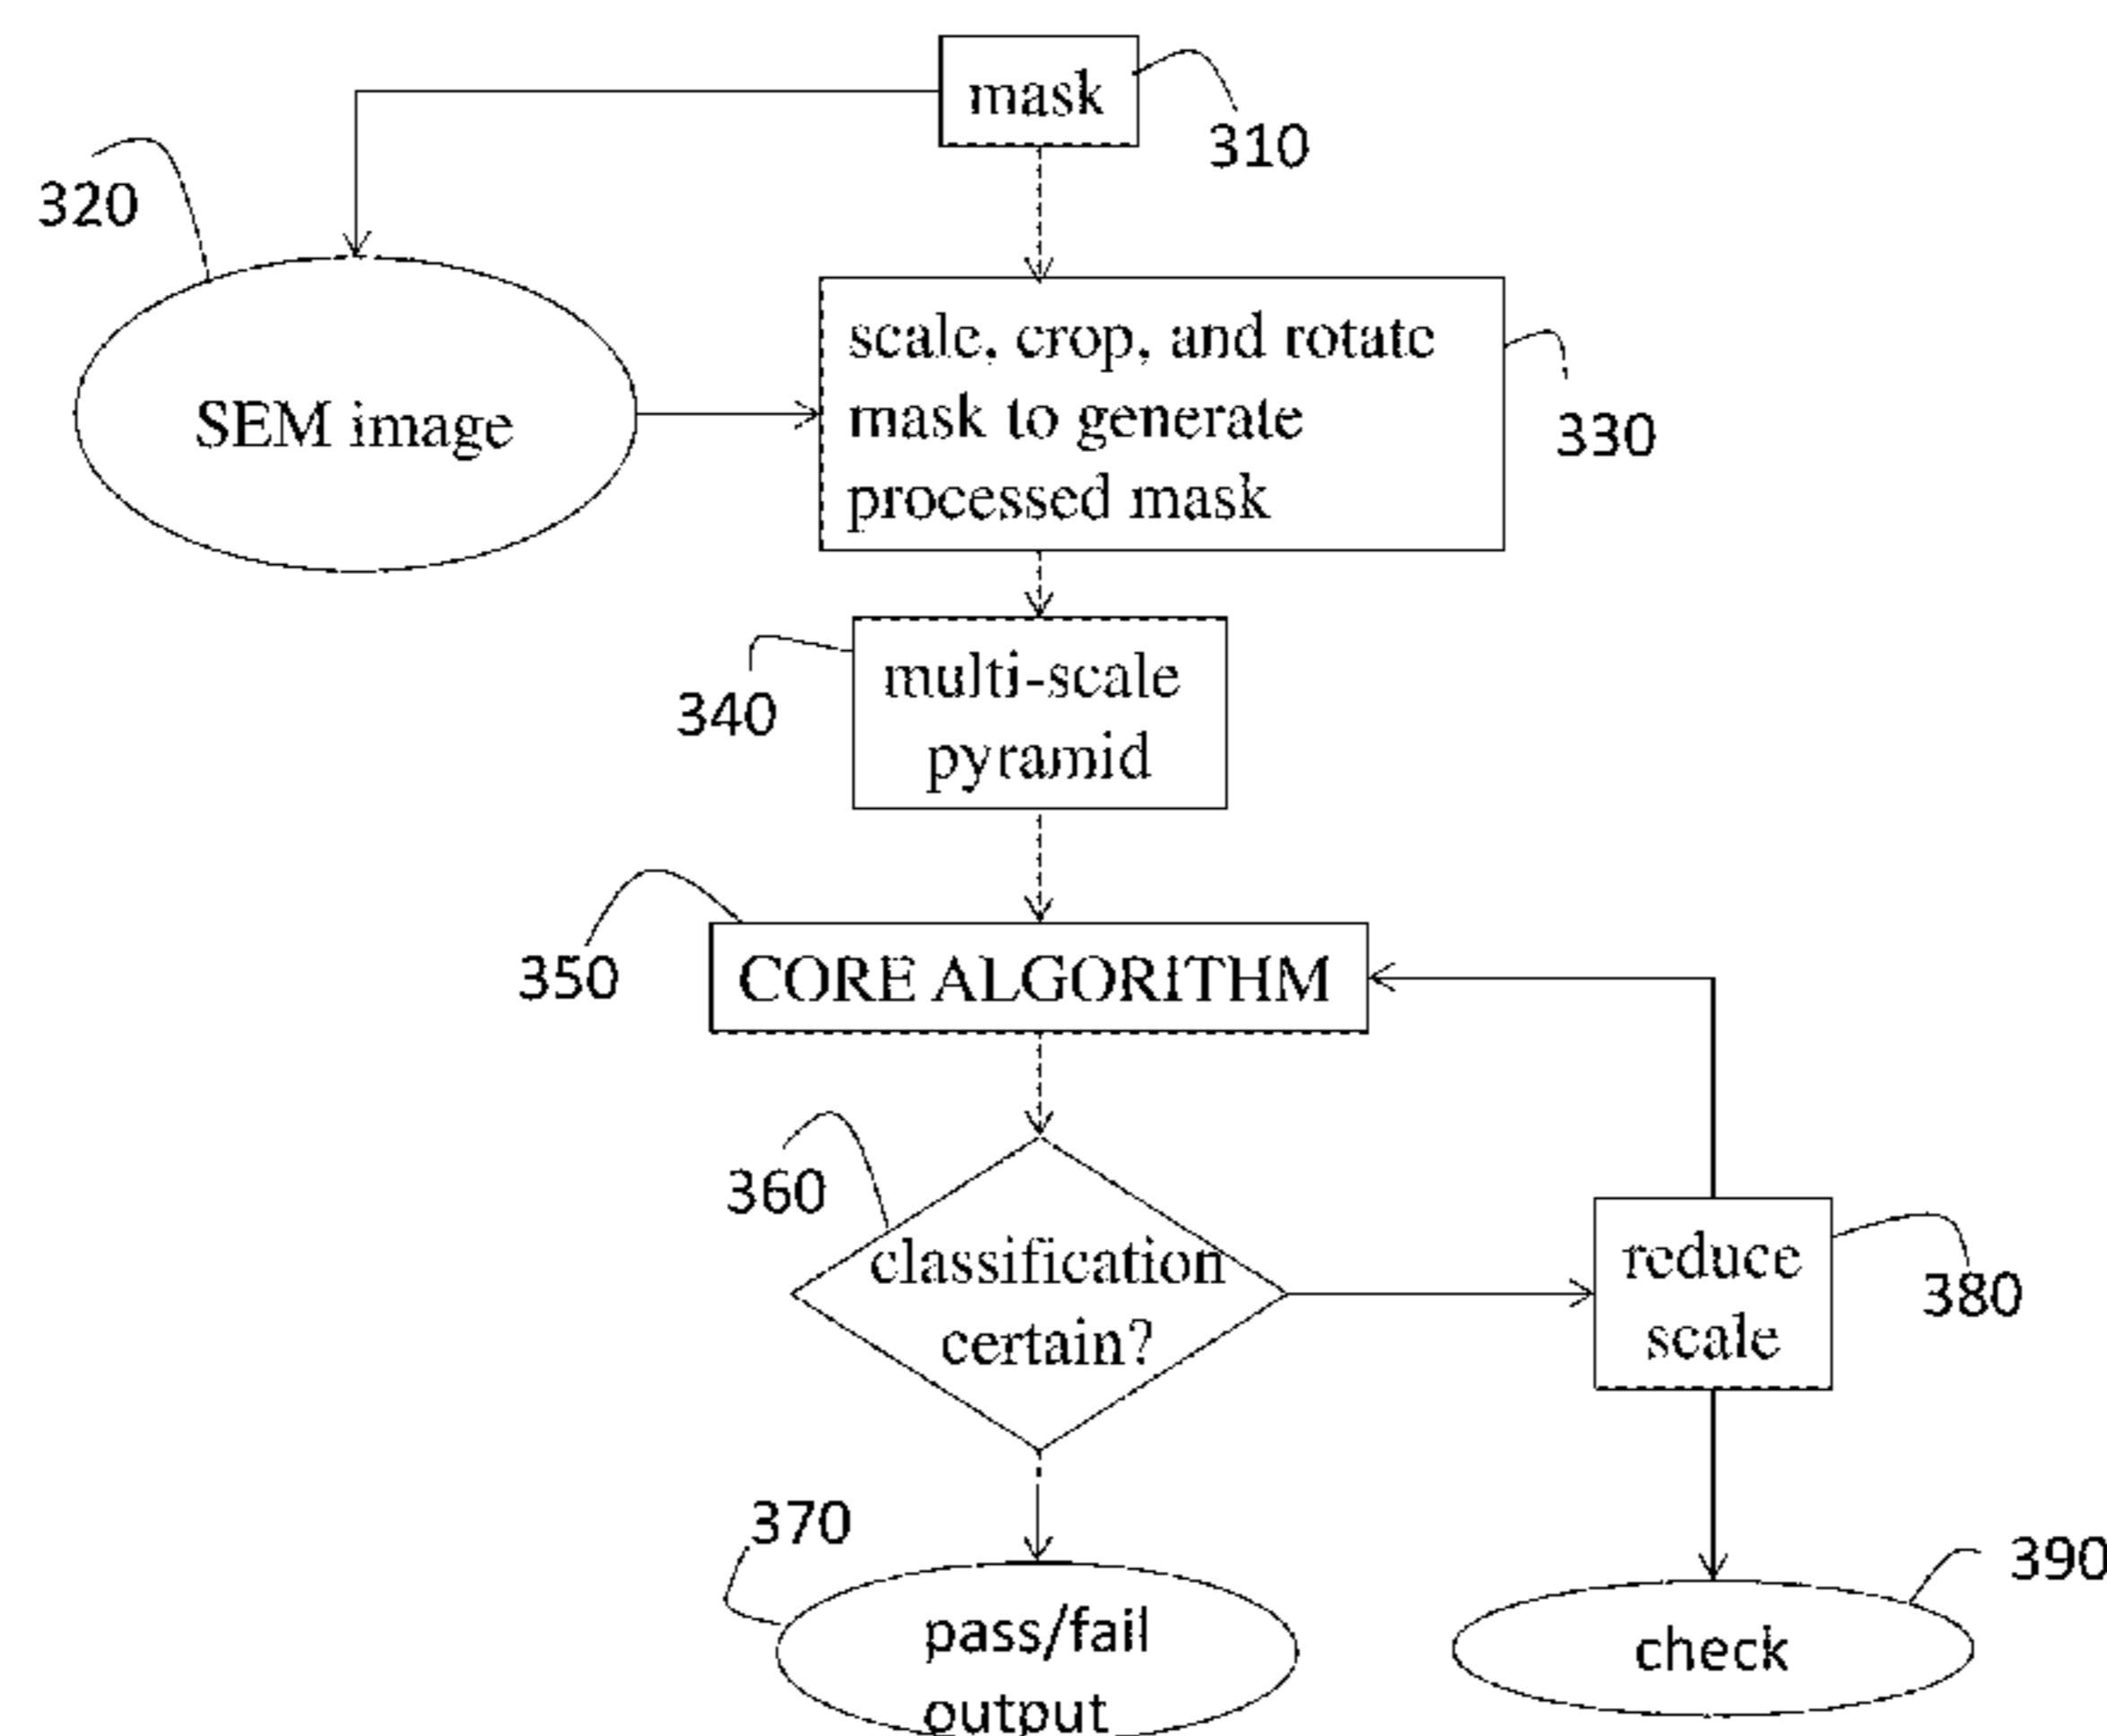 mask
310
320
SEM image
scale, crop, and rotate
mask to generate
processed mask
330
340
multi-scale
pyramid
350
CORE ALGORITHM
360
classification
certain?
reduce
scale
380
370
pass/fail
output
390
check